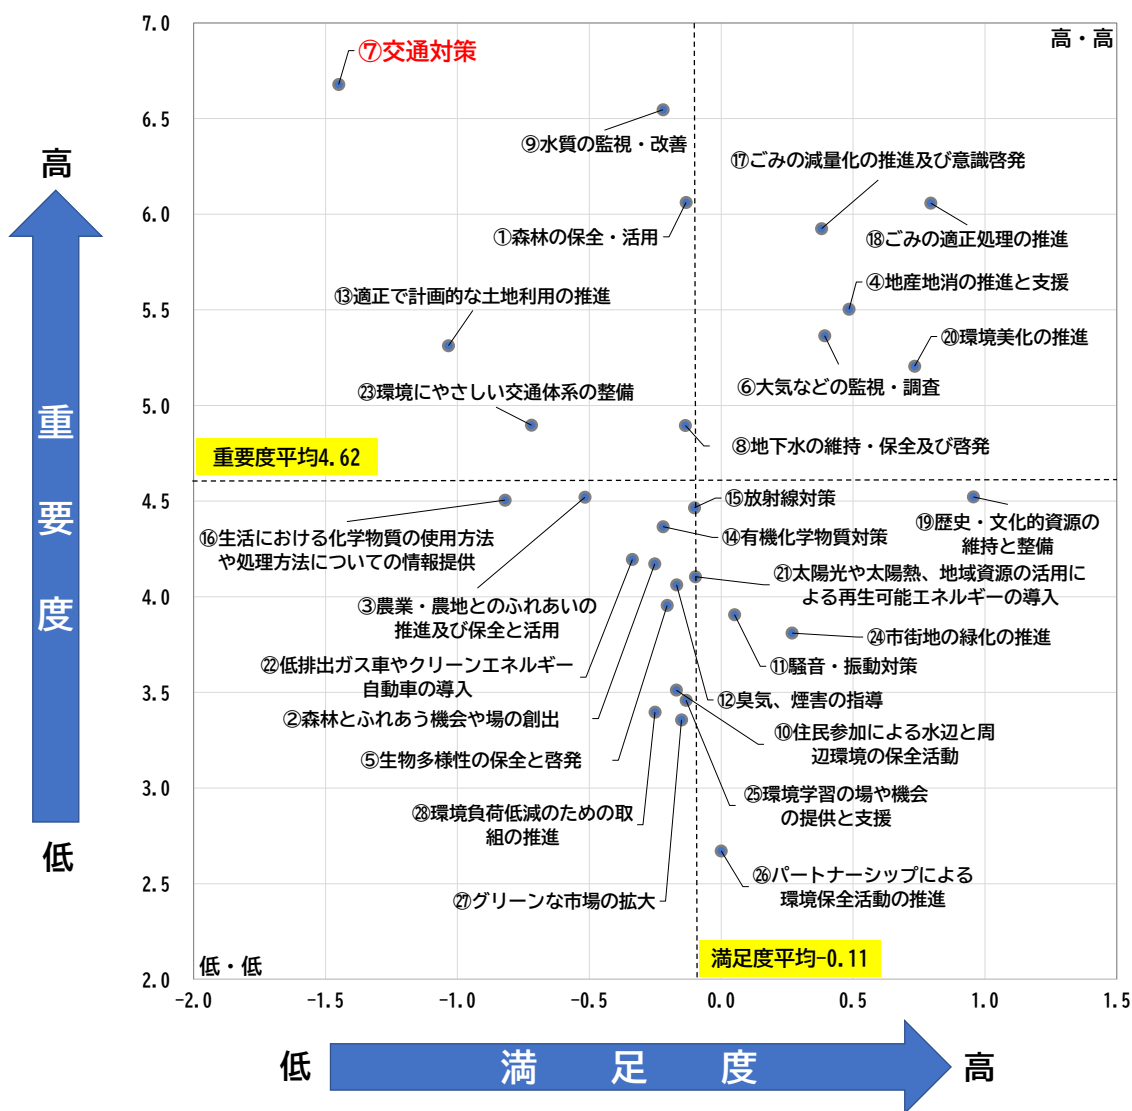 7.0
高・高
⑦交通対策
6.5
⑨水質の監視・改善
高
⑰ごみの減量化の推進及び意識啓発
6.0
①森林の保全・活用
⑱ごみの適正処理の推進
④地産地消の推進と支援
⑬適正で計画的な土地利用の推進
5.5
⑳環境美化の推進
⑥大気などの監視・調査
㉓環境にやさしい交通体系の整備
5.0
⑧地下水の維持・保全及び啓発
重要度平均4.62
重要度
4.5
⑮放射線対策
⑲歴史・文化的資源の
維持と整備
⑯生活における化学物質の使用方法
や処理方法についての情報提供
⑭有機化学物質対策
㉑太陽光や太陽熱、地域資源の活用に
よる再生可能エネルギーの導入
4.0
③農業・農地とのふれあいの
推進及び保全と活用
㉔市街地の緑化の推進
㉒低排出ガス車やクリーンエネルギー
自動車の導入
⑪騒音・振動対策
3.5
⑫臭気、煙害の指導
②森林とふれあう機会や場の創出
⑩住民参加による水辺と周
辺環境の保全活動
⑤生物多様性の保全と啓発
3.0
㉕環境学習の場や機会
の提供と支援
㉘環境負荷低減のための取
組の推進
低
2.5
㉖パートナーシップによる
環境保全活動の推進
㉗グリーンな市場の拡大
満足度平均-0.11
低・低
2.0
-2.0 -1.5 -1.0 -0.5 0.0 0.5 1.0 1.5
低 満足度 高